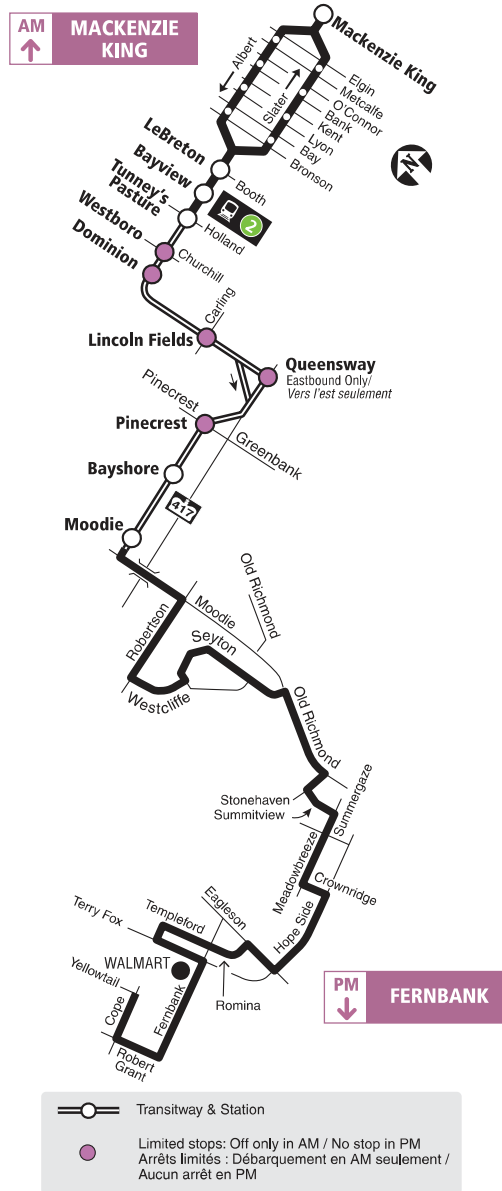 AM
MACKENZIE
KING
Mackenzie King
Albert
Slater
Elgin
Metcalfe
O'Connor
Bank
Kent
Lyon
Bay
Bronson
N
LeBreton
Booth
Bayview
2
Tunney's
Pasture
Holland
Westboro
Churchill
Dominion
Carling
Lincoln Fields
Queensway
Eastbound Only/
Vers l'est seulement
Pinecrest
Pinecrest
Greenbank
Bayshore
417
Moodie
Robertson
Moodie
Old Richmond
Seyton
Westcliffe
Old Richmond
Stonehaven
Summitview
Summergaze
Meadowbreeze
Crownridge
Hope Side
Eagleson
Templeford
Terry Fox
WALMART
Yellowtail
Romina
Cope
Fernbank
Robert
Grant
PM
FERNBANK
Transitway & Station
Limited stops: Off only in AM / No stop in PM
Arrêts limités : Débarquement en AM seulement /
Aucun arrêt en PM